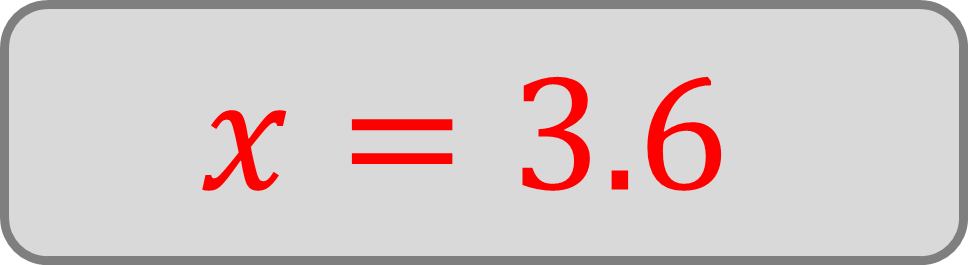 x = 3.6